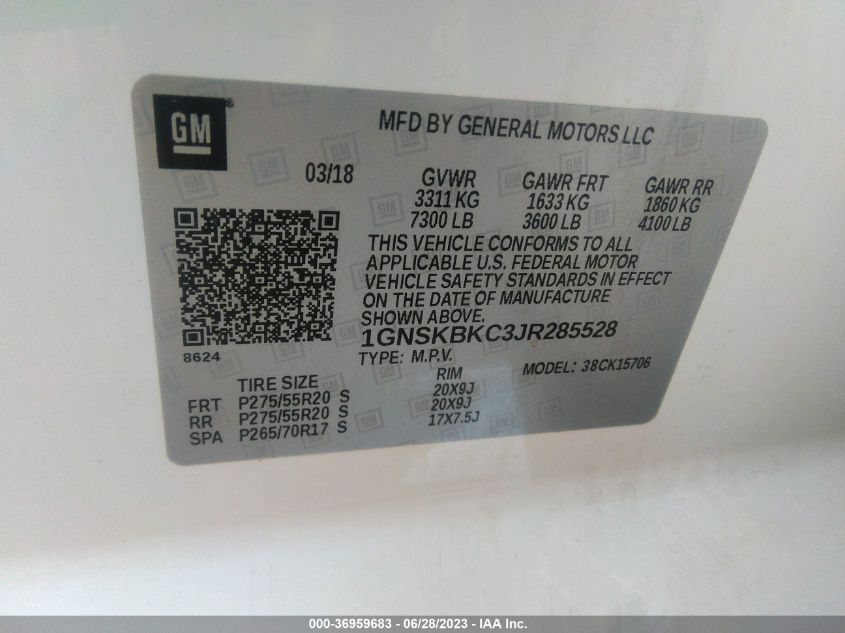 GM®
MFD BY GENERAL MOTORS LLC
03/18
GVWR GAWR FRT GAWR RR
3311 KG 1633 KG 1860 KG
7300 LB 3600 LB 4100 LB
THIS VEHICLE CONFORMS TO ALL
APPLICABLE U.S. FEDERAL MOTOR
VEHICLE SAFETY STANDARDS IN EFFECT
ON THE DATE OF MANUFACTURE
SHOWN ABOVE.
1GNSKBKC3JR285528
8624
TYPE: M.P.V. MODEL: 38CK15706
TIRE SIZE RIM
FRT P275/55R20 S 20X9J
RR P275/55R20 S 20X9J
SPA P265/70R17 S 17X7.5J
000-36959683 - 06/28/2023 - IAA Inc.